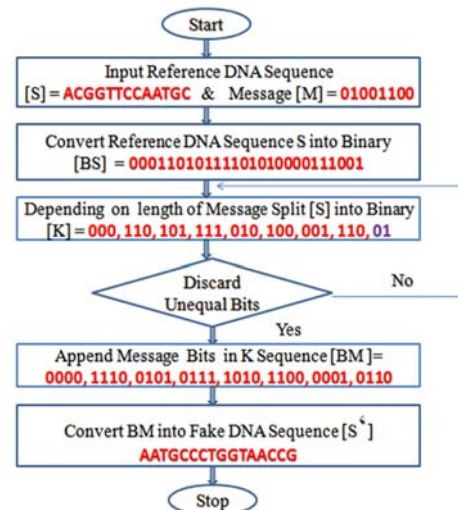 Start
Input Reference DNA Sequence
[S] = ACGGTTCCAATGC & Message [M] = 01001100
Convert Reference DNA Sequence S into Binary
[BS] = 00011010111101010000111001
Depending on length of Message Split [S] into Binary
[K] = 000, 110, 101, 111, 010, 100, 001, 110, 01
Discard
Unequal Bits
No
Yes
Append Message Bits in K Sequence [BM]=
0000, 1110, 0101, 0111, 1010, 1100, 0001, 0110
Convert BM into Fake DNA Sequence [S‘]
AATGCCCTGGTAACCG
Stop